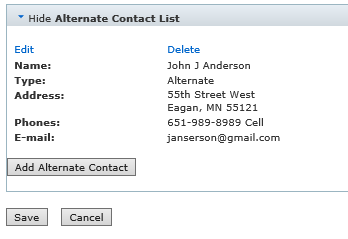 Hide Alternate Contact List
Edit Delete
Name: John J Anderson
Type: Alternate
Address: 55th Street West
Eagan, MN 55121
Phones: 651-989-8989 Cell
E-mail: janserson@gmail.com
Add Alternate Contact
Save Cancel